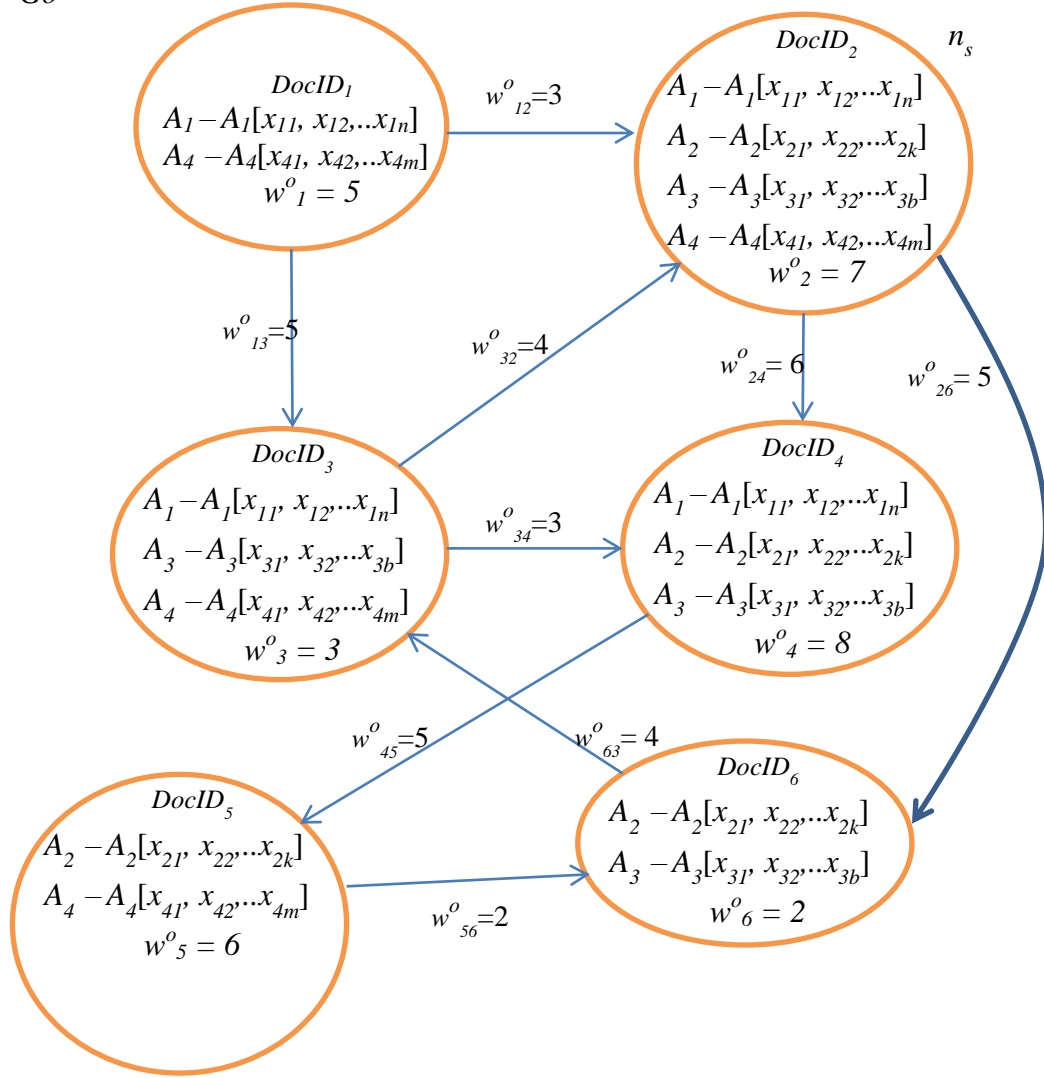 DocID₁
A₁ – A₁[x₁₁, x₁₂,..x₁ₙ]
A₄ – A₄[x₄₁, x₄₂,..x₄ₘ]
wᵒ₁ = 5
wᵒ₁₂=3
nₛ
DocID₂
A₁ – A₁[x₁₁, x₁₂,..x₁ₙ]
A₂ – A₂[x₂₁, x₂₂,..x₂ₖ]
A₃ – A₃[x₃₁, x₃₂,..x₃b]
A₄ – A₄[x₄₁, x₄₂,..x₄ₘ]
wᵒ₂ = 7
wᵒ₁₃=5
wᵒ₃₂=4
wᵒ₂₄= 6
wᵒ₂₆= 5
DocID₃
A₁ – A₁[x₁₁, x₁₂,..x₁ₙ]
A₃ – A₃[x₃₁, x₃₂,..x₃b]
A₄ – A₄[x₄₁, x₄₂,..x₄ₘ]
wᵒ₃ = 3
wᵒ₃₄=3
DocID₄
A₁ – A₁[x₁₁, x₁₂,..x₁ₙ]
A₂ – A₂[x₂₁, x₂₂,..x₂ₖ]
A₃ – A₃[x₃₁, x₃₂,..x₃b]
wᵒ₄ = 8
wᵒ₄₅=5
wᵒ₆₃= 4
DocID₅
A₂ – A₂[x₂₁, x₂₂,..x₂ₖ]
A₄ – A₄[x₄₁, x₄₂,..x₄ₘ]
wᵒ₅ = 6
wᵒ₅₆=2
DocID₆
A₂ – A₂[x₂₁, x₂₂,..x₂ₖ]
A₃ – A₃[x₃₁, x₃₂,..x₃b]
wᵒ₆ = 2